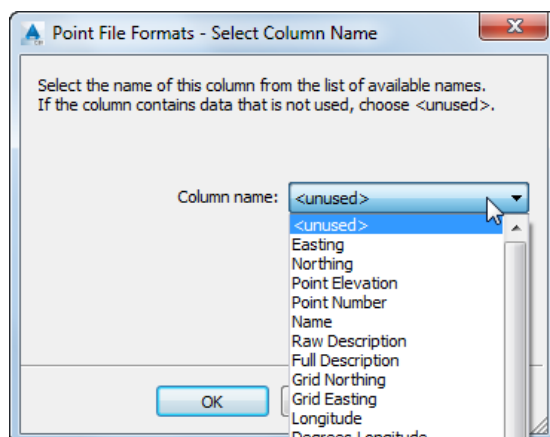 Point File Formats - Select Column Name
Select the name of this column from the list of available names.
If the column contains data that is not used, choose <unused>.
Column name: <unused>
<unused>
Easting
Northing
Point Elevation
Point Number
Name
Raw Description
Full Description
Grid Northing
OK Grid Easting
Longitude
Degrees Longitude